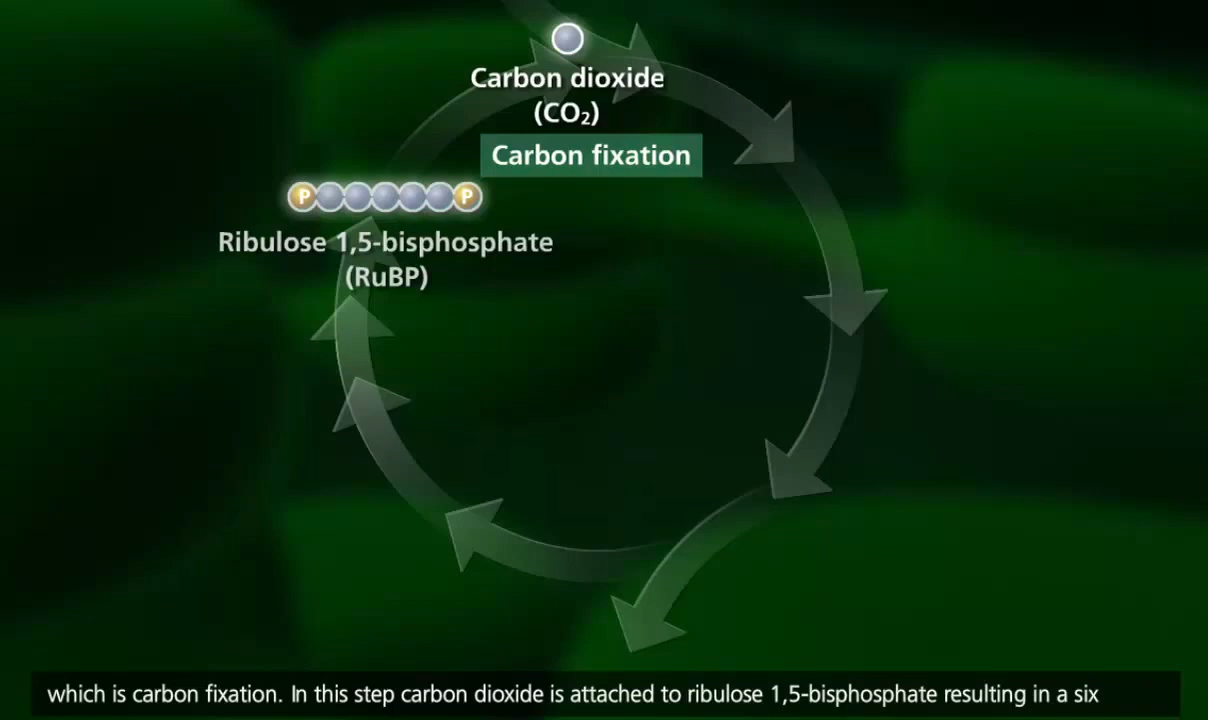 Carbon dioxide
(CO₂)
Carbon fixation
P P
Ribulose 1,5-bisphosphate
(RuBP)
which is carbon fixation. In this step carbon dioxide is attached to ribulose 1,5-bisphosphate resulting in a six